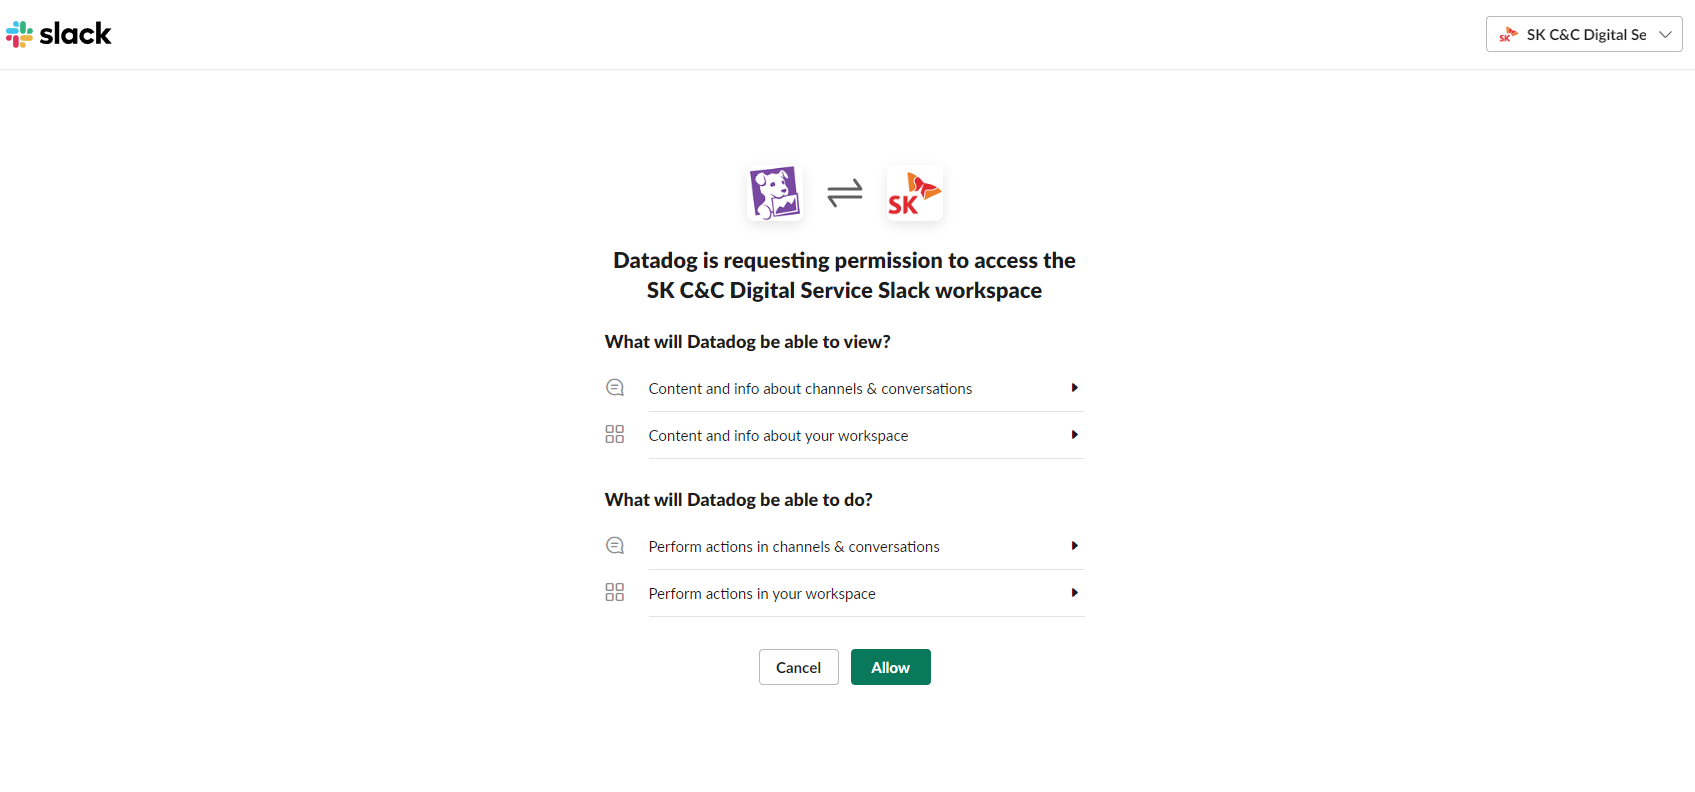 slack
SK C&C Digital Se
SK
Datadog is requesting permission to access the
SK C&C Digital Service Slack workspace
What will Datadog be able to view?
Content and info about channels & conversations
Content and info about your workspace
What will Datadog be able to do?
Perform actions in channels & conversations
Perform actions in your workspace
Cancel
Allow